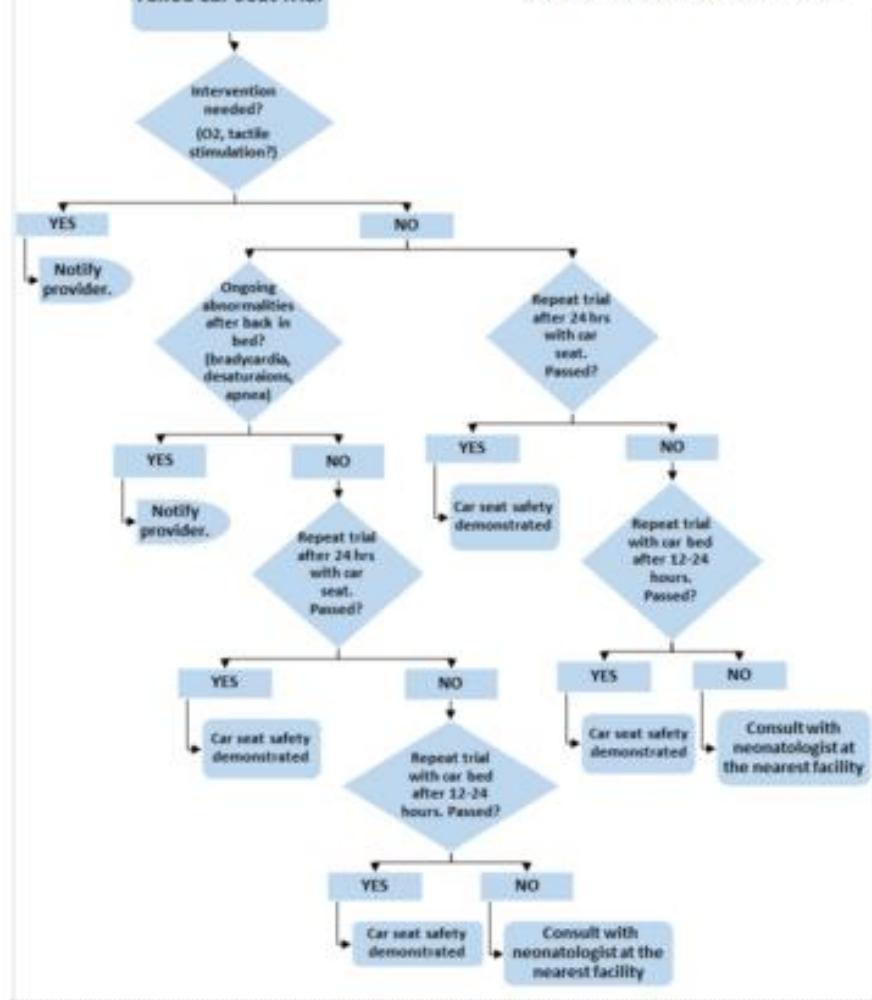 Failed Car Seat Trial
Intervention
needed?
(O2, tactile
stimulation?)
YES
NO
Notify
provider.
Ongoing
abnormalities
after back in
bed?
(bradycardia,
desaturaions,
apnea)
Repeat trial
after 24 hrs
with car
seat.
Passed?
YES
NO
YES
NO
Notify
provider.
Car seat safety
demonstrated
Repeat trial
after 24 hrs
with car
seat.
Passed?
Repeat trial
with car bed
after 12-24
hours.
Passed?
YES
NO
YES
NO
Car seat safety
demonstrated
Car seat safety
demonstrated
Consult with
neonatologist at
the nearest facility
Repeat trial
with car bed
after 12-24
hours. Passed?
YES
NO
Car seat safety
demonstrated
Consult with
neonatologist at the
nearest facility